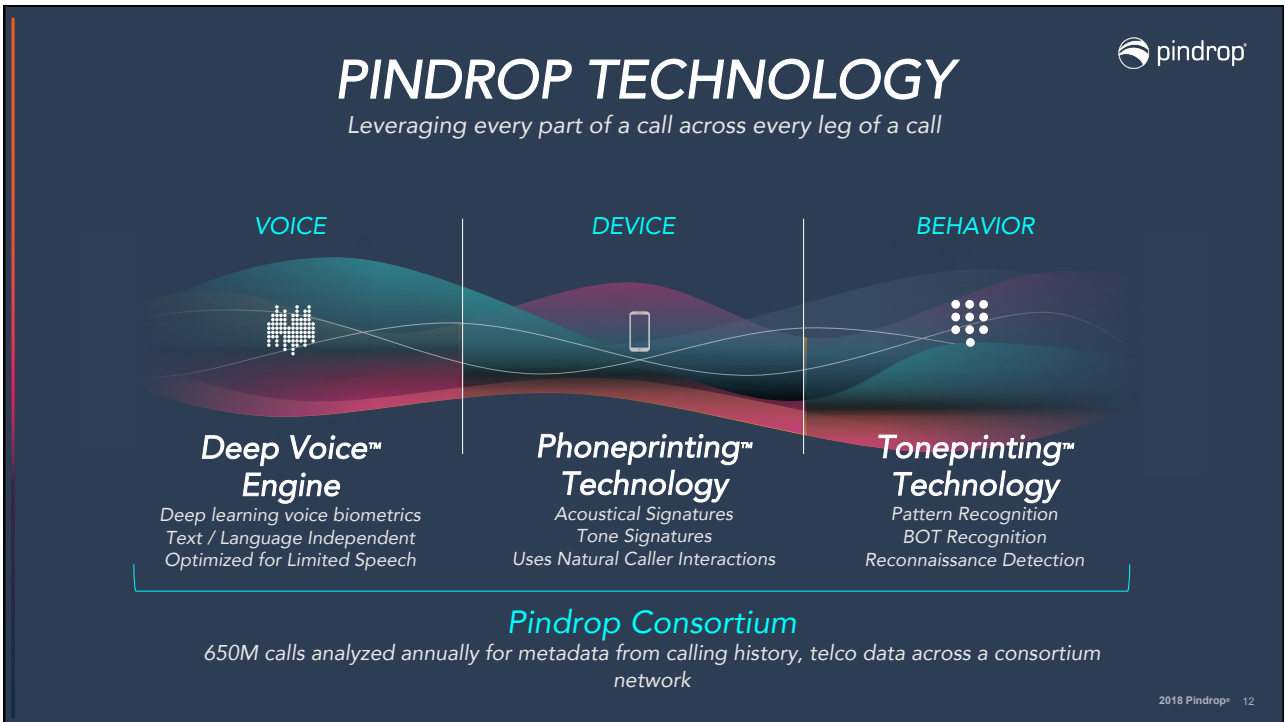 pindrop®
PINDROP TECHNOLOGY
Leveraging every part of a call across every leg of a call
VOICE
Deep Voice™
Engine
Deep learning voice biometrics
Text / Language Independent
Optimized for Limited Speech
DEVICE
Phoneprinting™
Technology
Acoustical Signatures
Tone Signatures
Uses Natural Caller Interactions
BEHAVIOR
Toneprinting™
Technology
Pattern Recognition
BOT Recognition
Reconnaissance Detection
Pindrop Consortium
650M calls analyzed annually for metadata from calling history, telco data across a consortium
network
2018 Pindrop® 12